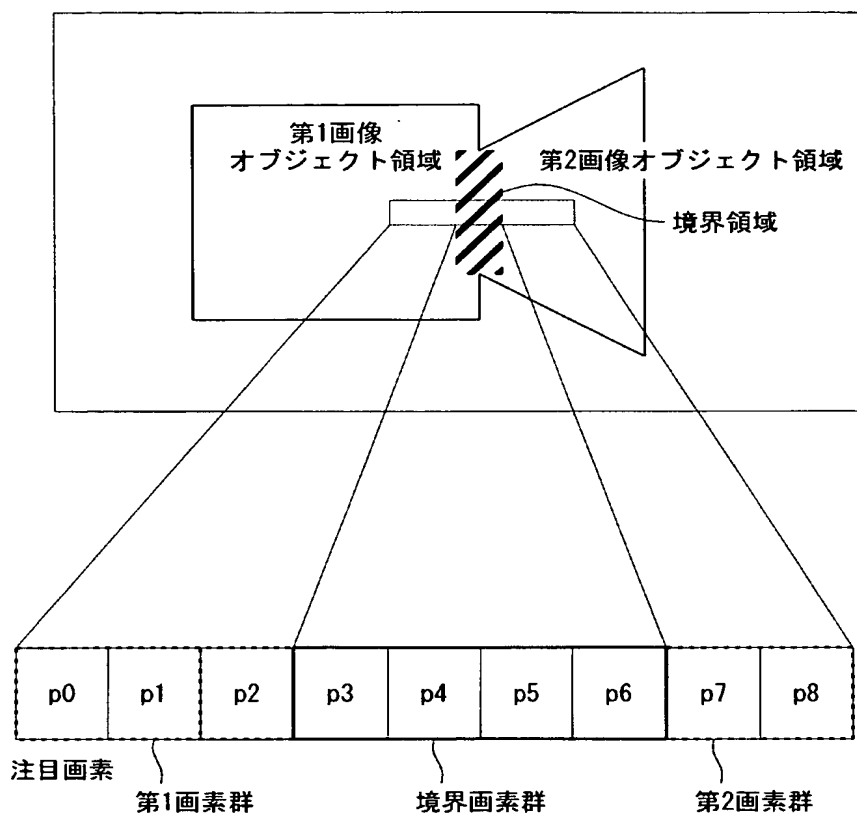 第1画像
オブジェクト領域
第2画像オブジェクト領域
境界領域
p0 p1 p2 p3 p4 p5 p6 p7 p8
注目画素
第1画素群
境界画素群
第2画素群